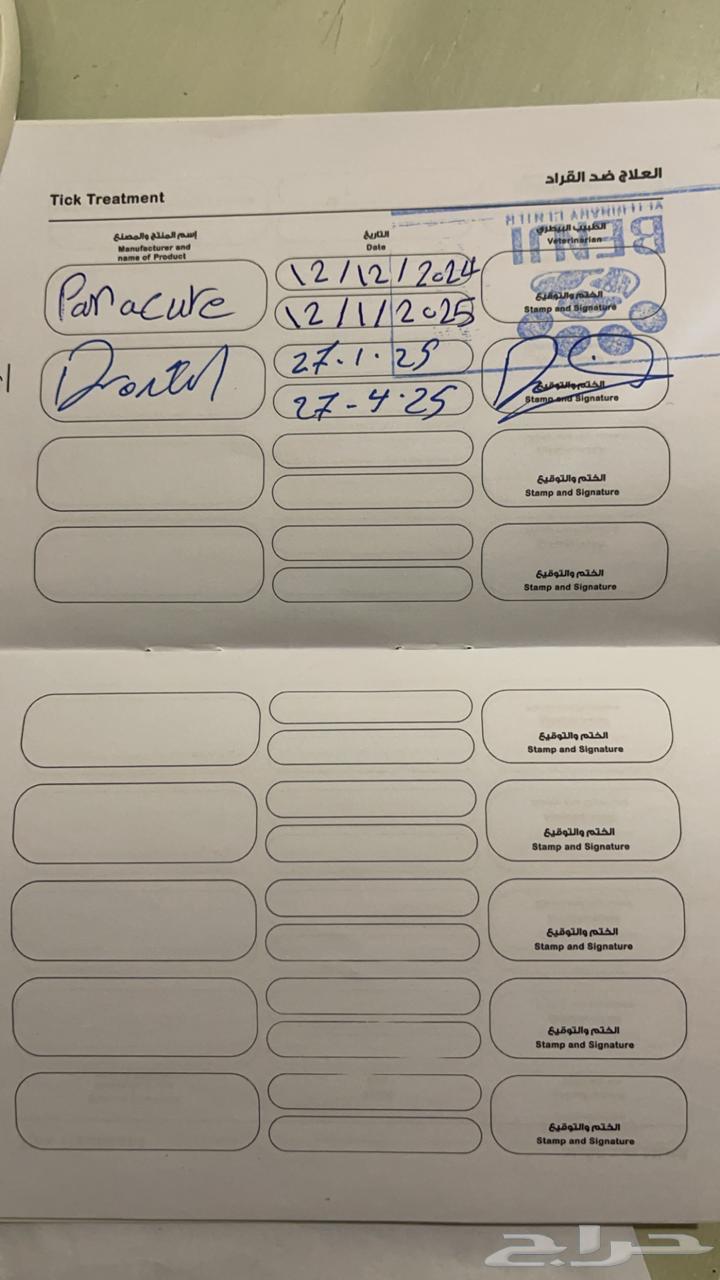 العلاج ضد القراد
Tick Treatment
إسم المنتج والمصنع
Manufacturer and
name of Product
التاريخ
Date
الطبيب البيطري
Veterinarian
BENJI
Panacure
12/12/2024
12/1/2025
الختم والتوقيع
Stamp and Signature
Drontal
27.1.25
27-4.25
الختم والتوقيع
Stamp and Signature
الختم والتوقيع
Stamp and Signature
الختم والتوقيع
Stamp and Signature
الختم والتوقيع
Stamp and Signature
الختم والتوقيع
Stamp and Signature
الختم والتوقيع
Stamp and Signature
الختم والتوقيع
Stamp and Signature
الختم والتوقيع
Stamp and Signature
حراج